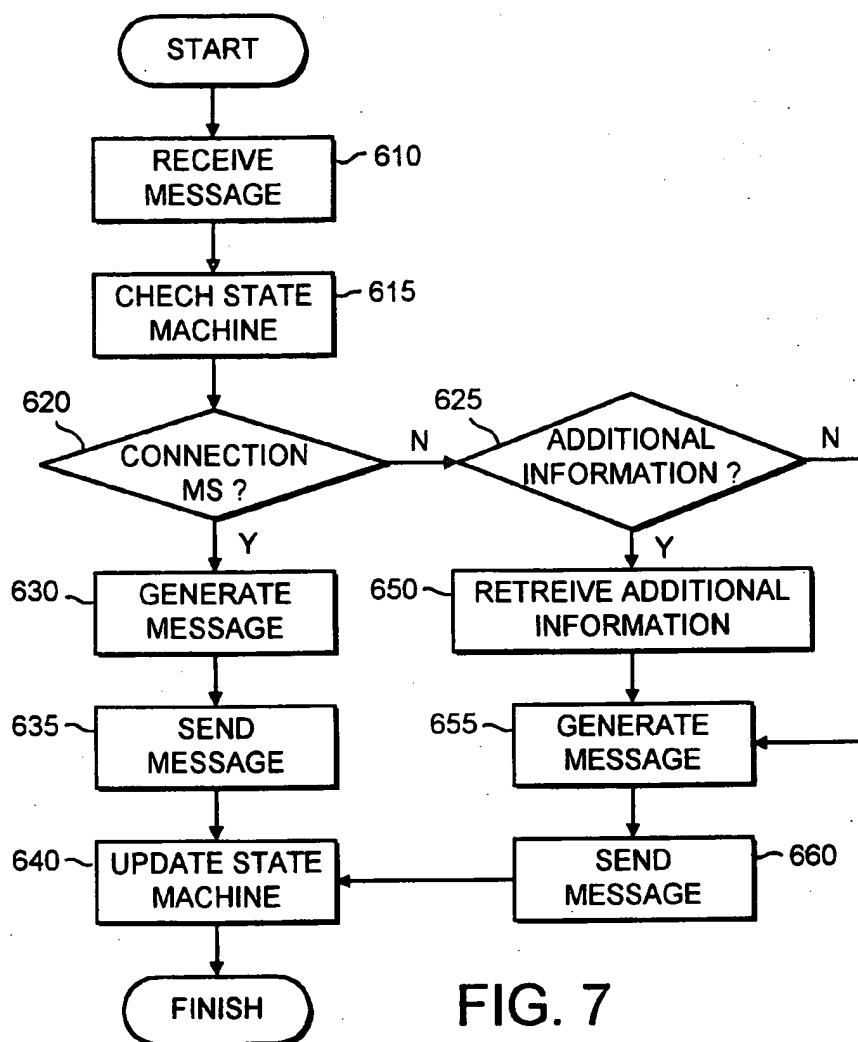 START
RECEIVE
MESSAGE
610
CHECH STATE
MACHINE
615
620
CONNECTION
MS ?
N
625
ADDITIONAL
INFORMATION ?
N
Y
Y
630
GENERATE
MESSAGE
650
RETREIVE ADDITIONAL
INFORMATION
635
SEND
MESSAGE
655
GENERATE
MESSAGE
640
UPDATE STATE
MACHINE
SEND
MESSAGE
660
FINISH
FIG. 7